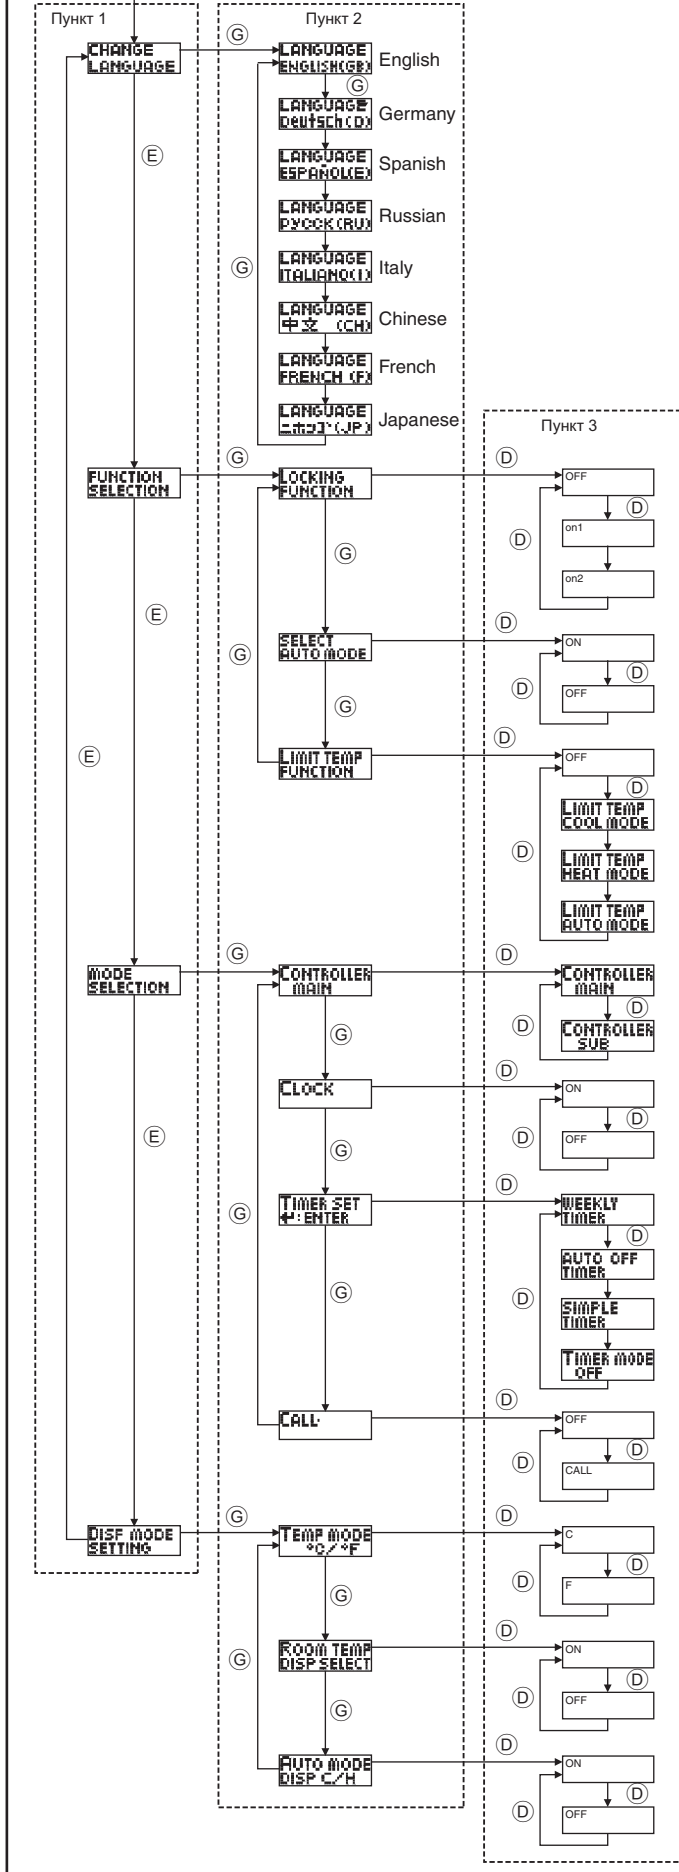 Пункт 1
Пункт 2
CHANGE
LANGUAGE
G
LANGUAGE
ENGLISH(GB)
English
G
LANGUAGE
Deutsch(D)
Germany
E
LANGUAGE
ESPAÑOL(E)
Spanish
LANGUAGE
РУССК(RU)
Russian
G
LANGUAGE
ITALIANO(I)
Italy
LANGUAGE
中文 (CH)
Chinese
LANGUAGE
FRENCH (F)
French
LANGUAGE
ニホンゴ(JP)
Japanese
Пункт 3
FUNCTION
SELECTION
G
LOCKING
FUNCTION
D
OFF
D
on1
D
on2
G
E
SELECT
AUTO MODE
D
ON
D
OFF
D
G
G
LIMIT TEMP
FUNCTION
D
OFF
E
D
LIMIT TEMP
COOL MODE
D
LIMIT TEMP
HEAT MODE
LIMIT TEMP
AUTO MODE
MODE
SELECTION
G
CONTROLLER
MAIN
D
CONTROLLER
MAIN
D
CONTROLLER
SUB
D
G
CLOCK
D
ON
D
OFF
D
E
G
TIMER SET
↵:ENTER
D
WEEKLY
TIMER
G
D
AUTO OFF
TIMER
G
D
SIMPLE
TIMER
TIMER MODE
OFF
CALL·
D
OFF
D
CALL
D
DISP MODE
SETTING
G
TEMP MODE
°C/°F
D
C
D
F
D
G
ROOM TEMP
DISP SELECT
D
ON
D
OFF
D
G
G
AUTO MODE
DISP C/H
D
ON
D
OFF
D